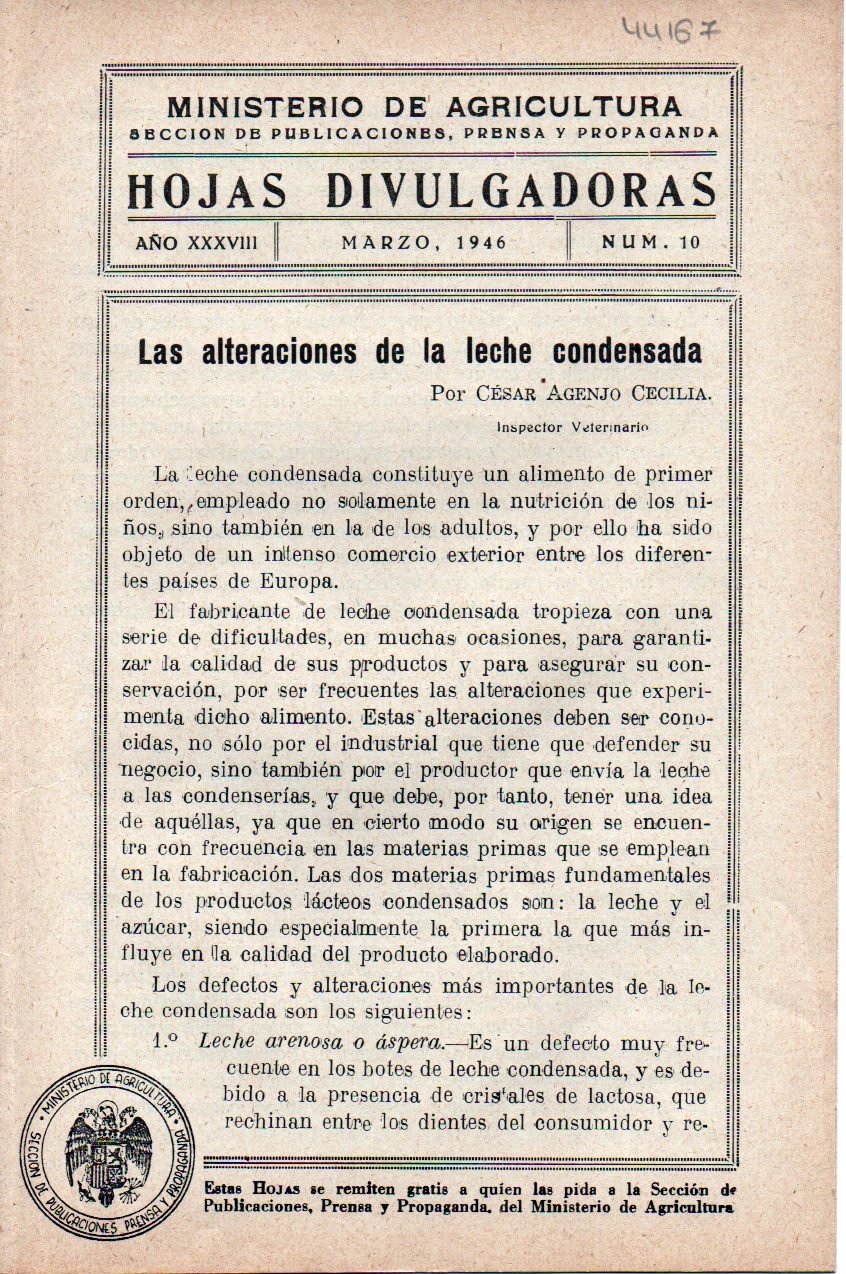 44167
MINISTERIO DE AGRICULTURA
SECCION DE PUBLICACIONES, PRENSA Y PROPAGANDA
HOJAS DIVULGADORAS
AÑO XXXVIII
MARZO, 1946
NUM. 10
Las alteraciones de la leche condensada
Por CÉSAR AGENJO CECILIA.
Inspector Veterinario
La leche condensada constituye un alimento de primer
orden, empleado no solamente en la nutrición de los ni-
ños, sino también en la de los adultos, y por ello ha sido
objeto de un intenso comercio exterior entre los diferen-
tes países de Europa.
El fabricante de leche condensada tropieza con una
serie de dificultades, en muchas ocasiones, para garanti-
zar la calidad de sus productos y para asegurar su con-
servación, por ser frecuentes las alteraciones que experi-
menta dicho alimento. Estas alteraciones deben ser cono-
cidas, no sólo por el industrial que tiene que defender su
negocio, sino también por el productor que envía la leche
a las condenserías, y que debe, por tanto, tener una idea
de aquéllas, ya que en cierto modo su origen se encuen-
tra con frecuencia en las materias primas que se emplean
en la fabricación. Las dos materias primas fundamentales
de los productos lácteos condensados son: la leche y el
azúcar, siendo especialmente la primera la que más in-
fluye en la calidad del producto elaborado.
Los defectos y alteraciones más importantes de la le-
che condensada son los siguientes:
1.º Leche arenosa o áspera.—Es un defecto muy fre-
cuente en los botes de leche condensada, y es de-
bido a la presencia de cristales de lactosa, que
rechinan entre los dientes del consumidor y re-
MINISTERIO DE AGRICULTURA
SECCION DE PUBLICACIONES PRENSA Y PROPAGANDA
Estas HOJAS se remiten gratis a quien las pida a la Sección de
Publicaciones, Prensa y Propaganda, del Ministerio de Agricultura